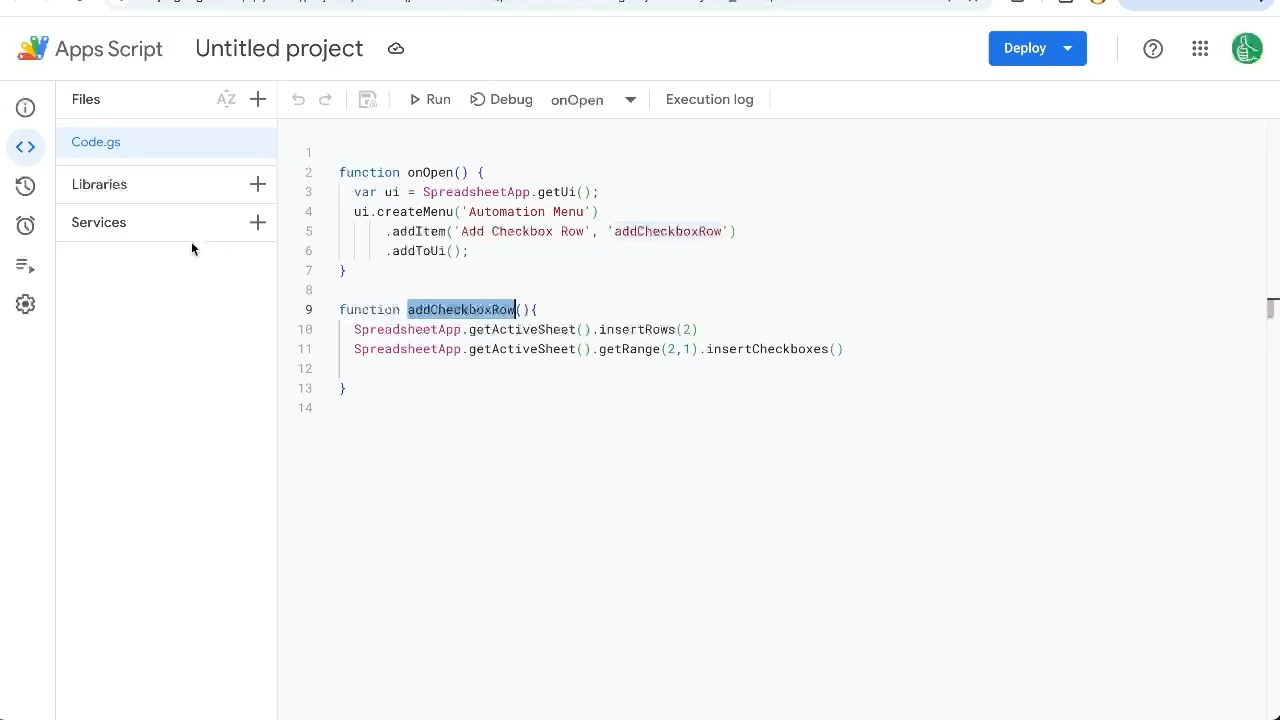 Apps Script
Untitled project
Deploy
Files
AZ
Run
Debug
onOpen
Execution log
Code.gs
Libraries
Services
1
2 function onOpen() {
3 var ui = SpreadsheetApp.getUi();
4 ui.createMenu('Automation Menu')
5 .addItem('Add Checkbox Row', 'addCheckboxRow')
6 .addToUi();
7 }
8
9 function addCheckboxRow(){
10 SpreadsheetApp.getActiveSheet().insertRows(2)
11 SpreadsheetApp.getActiveSheet().getRange(2,1).insertCheckboxes()
12
13 }
14